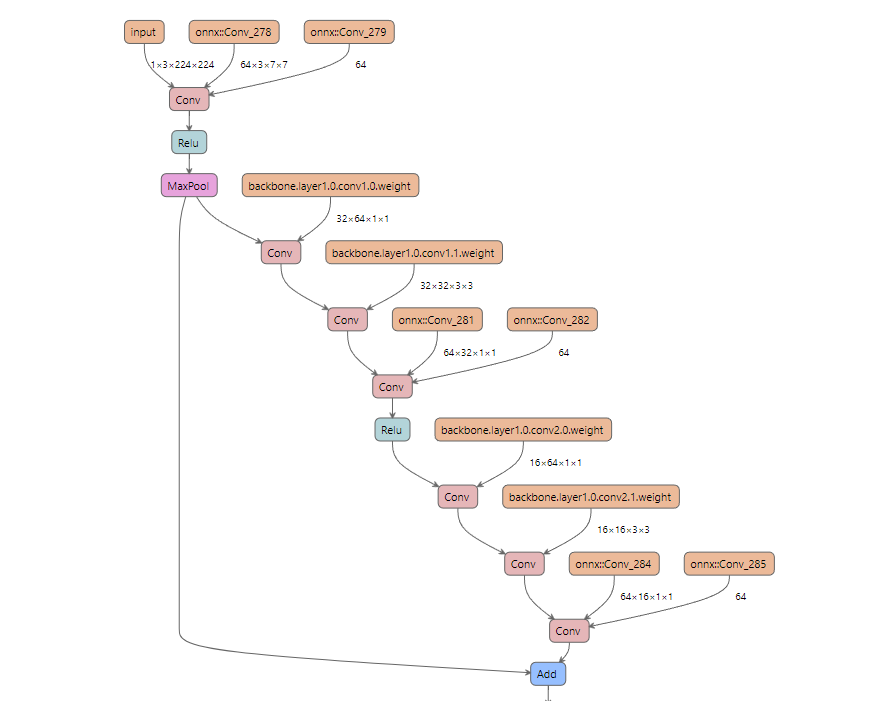 input
onnx::Conv_278
onnx::Conv_279
1×3×224×224
64×3×7×7
64
Conv
Relu
MaxPool
backbone.layer1.0.conv1.0.weight
32×64×1×1
Conv
backbone.layer1.0.conv1.1.weight
32×32×3×3
Conv
onnx::Conv_281
onnx::Conv_282
64×32×1×1
64
Conv
Relu
backbone.layer1.0.conv2.0.weight
16×64×1×1
Conv
backbone.layer1.0.conv2.1.weight
16×16×3×3
Conv
onnx::Conv_284
onnx::Conv_285
64×16×1×1
64
Conv
Add